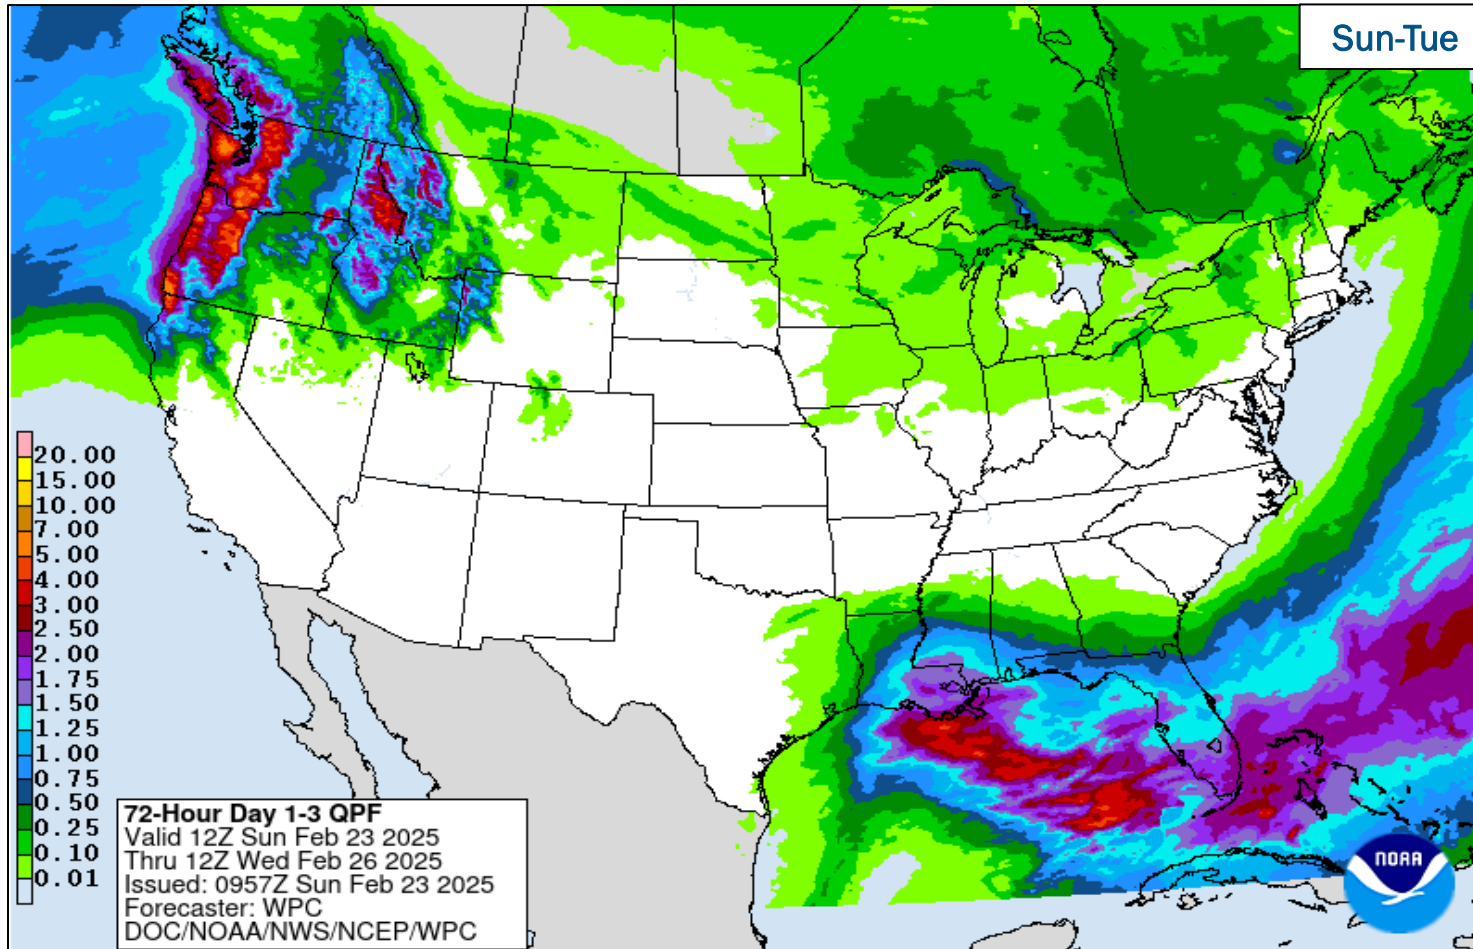 Sun-Tue
20.00
15.00
10.00
7.00
5.00
4.00
3.00
2.50
2.00
1.75
1.50
1.25
1.00
0.75
0.50
0.25
0.10
0.01
72-Hour Day 1-3 QPF
Valid 12Z Sun Feb 23 2025
Thru 12Z Wed Feb 26 2025
Issued: 0957Z Sun Feb 23 2025
Forecaster: WPC
DOC/NOAA/NWS/NCEP/WPC
NOAA